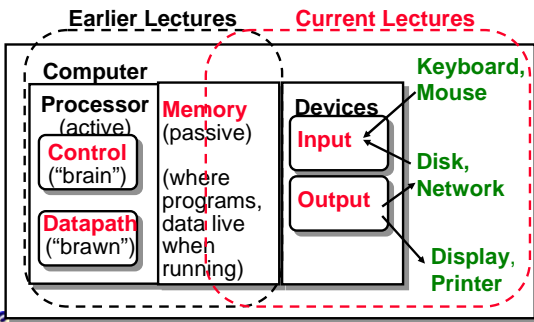 Earlier Lectures
Current Lectures
Computer
Processor
(active)
Control
("brain")
Datapath
("brawn")
Memory
(passive)
(where
programs,
data live
when
running)
Devices
Input
Output
Keyboard,
Mouse
Disk,
Network
Display,
Printer